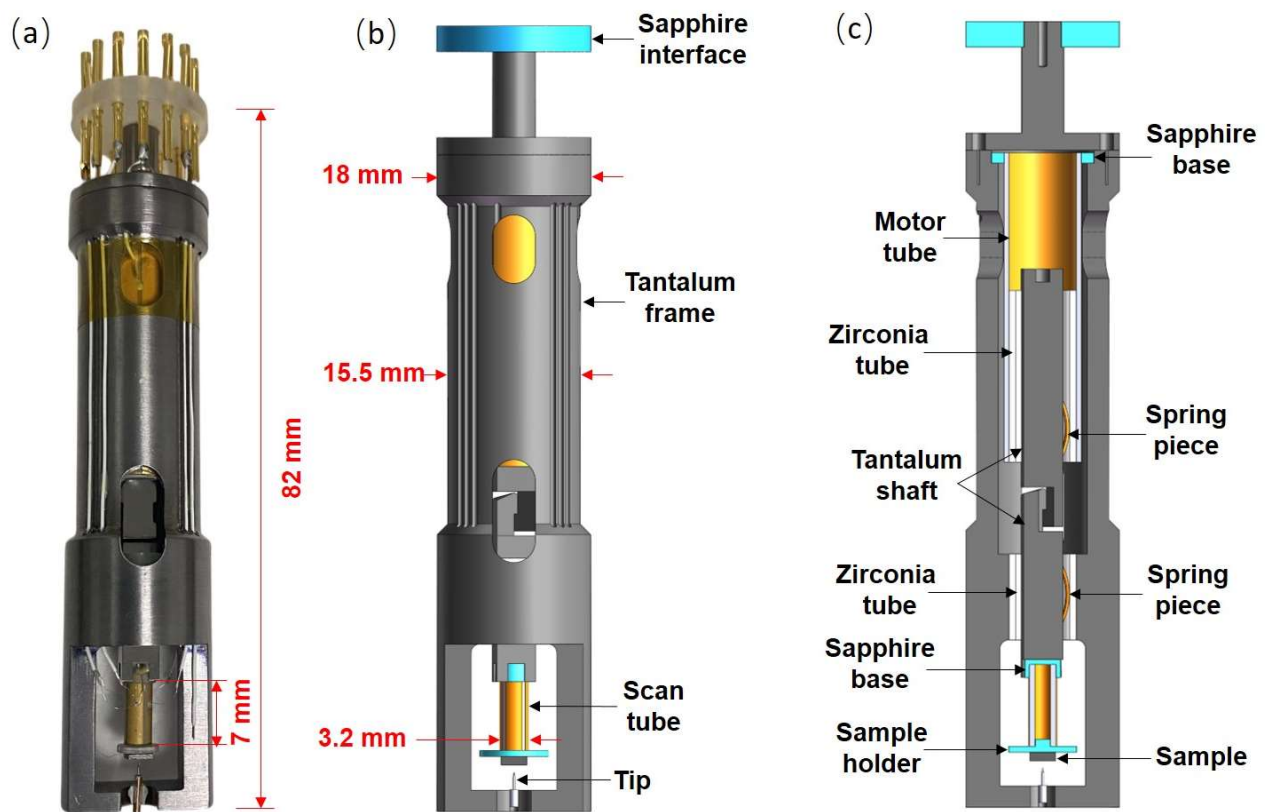 (a)
82 mm
7 mm
(b)
Sapphire
interface
18 mm
Tantalum
frame
15.5 mm
Scan
tube
3.2 mm
Tip
(c)
Sapphire
base
Motor
tube
Zirconia
tube
Spring
piece
Tantalum
shaft
Zirconia
tube
Spring
piece
Sapphire
base
Sample
holder
Sample